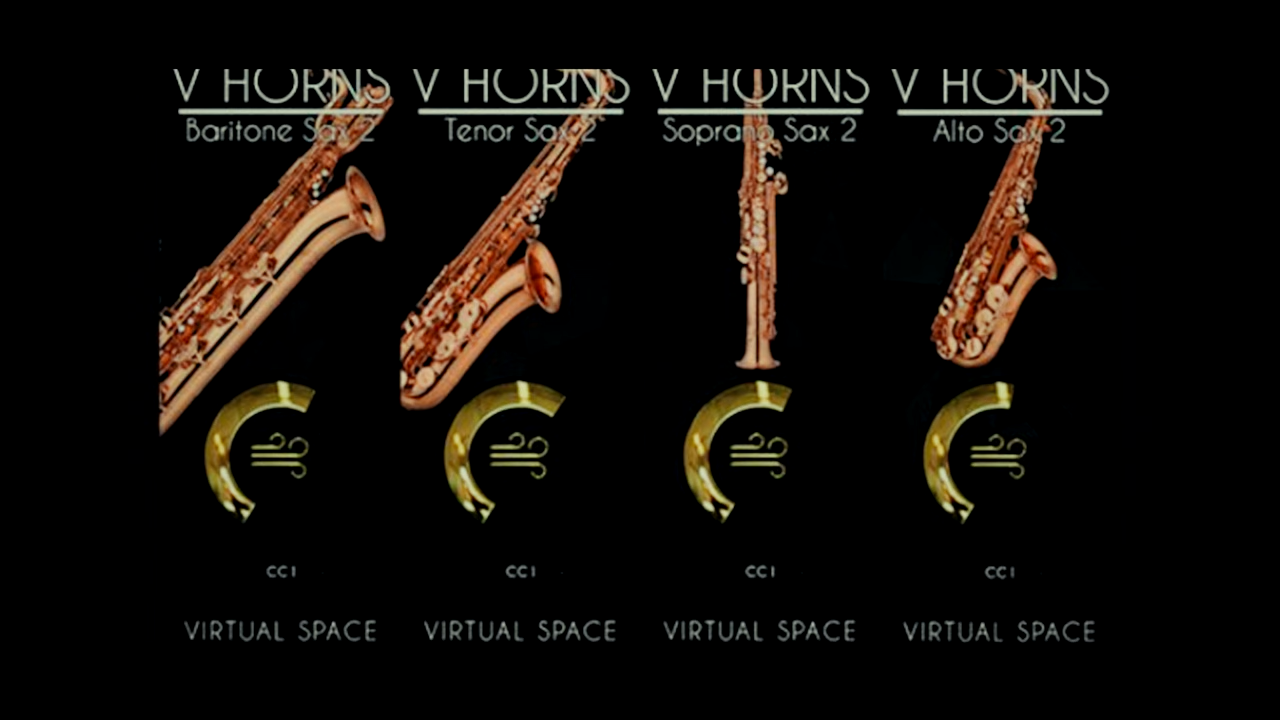 V HORNS
Baritone Sax 2
CC1
VIRTUAL SPACE
V HORNS
Tenor Sax 2
CC1
VIRTUAL SPACE
V HORNS
Soprano Sax 2
CC1
VIRTUAL SPACE
V HORNS
Alto Sax 2
CC1
VIRTUAL SPACE